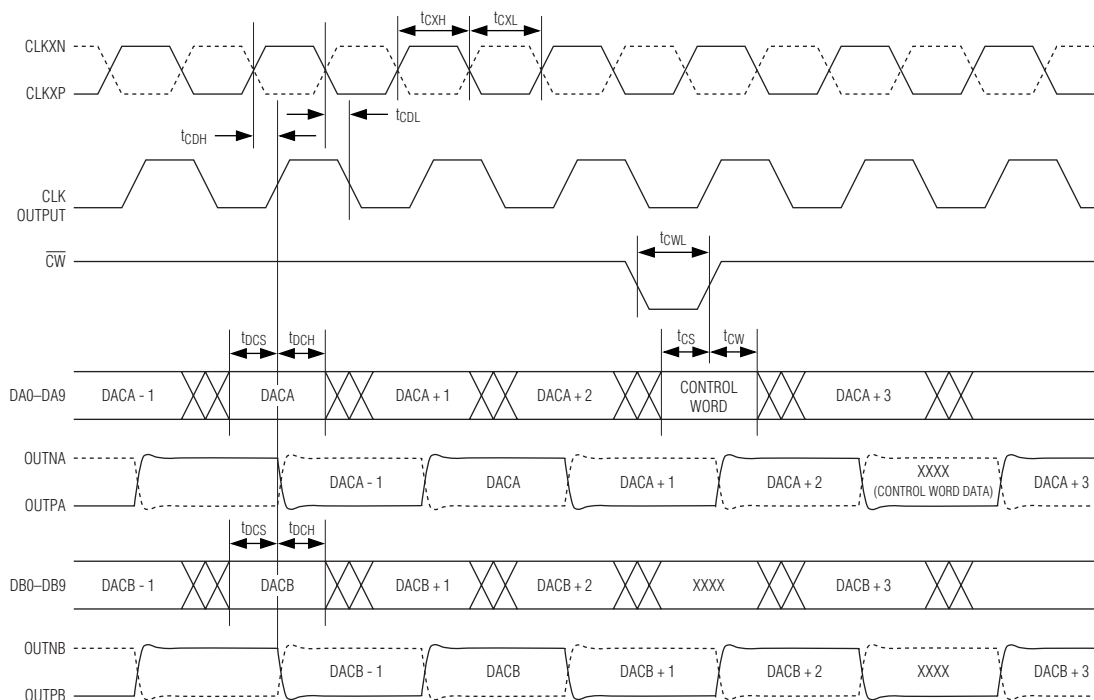 tCXH tCXL
CLKXN
CLKXP
tCDL
tCDH
CLK
OUTPUT
tCWL
CW
tDCS tDCH tCS tCW
DA0–DA9 DACA - 1 DACA DACA + 1 DACA + 2 CONTROL
WORD DACA + 3
OUTNA
OUTPA
DACA - 1 DACA DACA + 1 DACA + 2 XXXX
(CONTROL WORD DATA) DACA + 3
tDCS tDCH
DB0–DB9 DACB - 1 DACB DACB + 1 DACB + 2 XXXX DACB + 3
OUTNB
OUTPB
DACB - 1 DACB DACB + 1 DACB + 2 XXXX DACB + 3